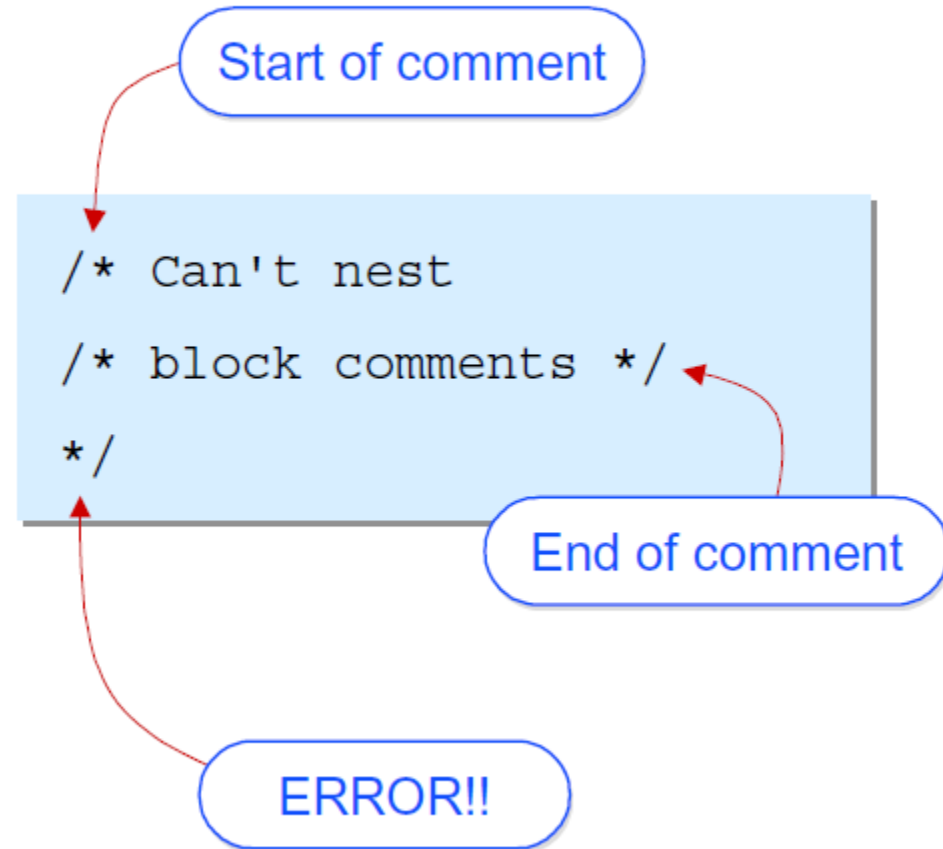 Start of comment
/* Can't nest
/* block comments */
*/
End of comment
ERROR!!